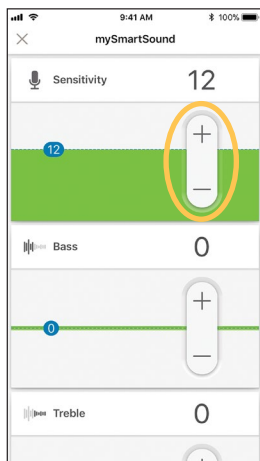 9:41 AM
100%
mySmartSound
Sensitivity
12
+
12
–
Bass
0
+
0
–
Treble
0